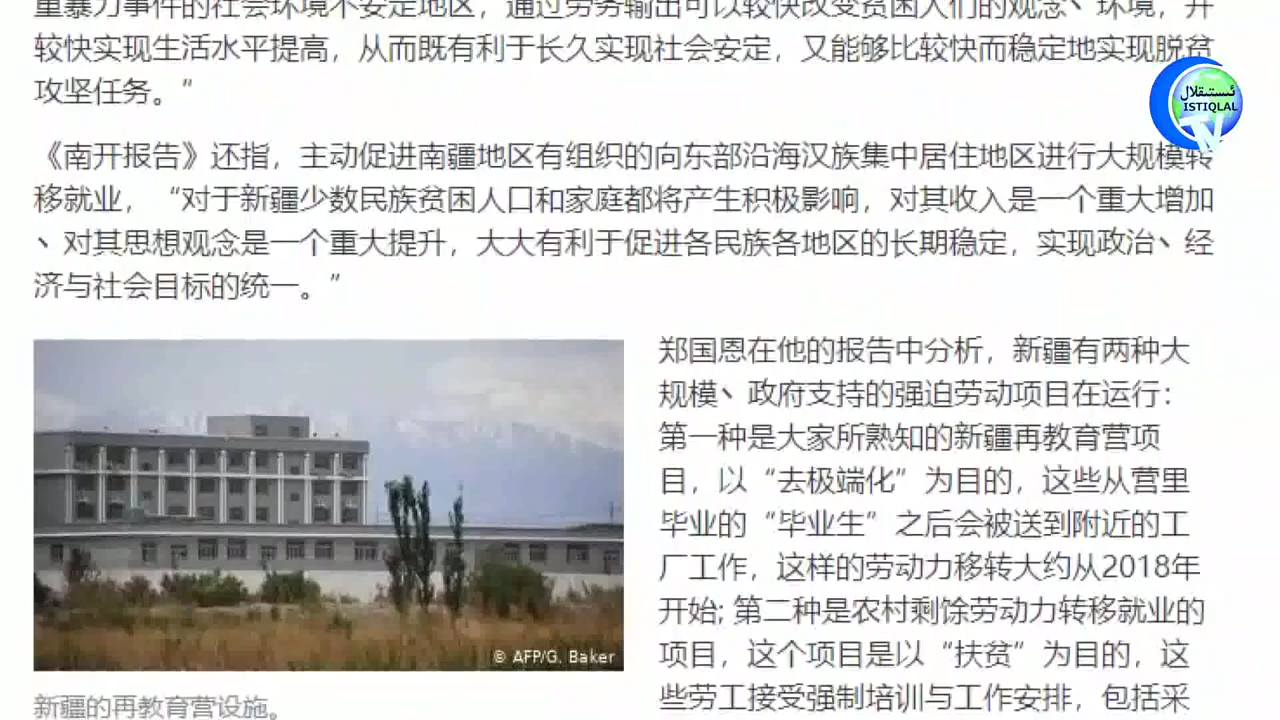 重暴力事件的社会环境不安定地区，通过劳务输出可以较快改变贫困人们的观念、环境，并
较快实现生活水平提高，从而既有利于长久实现社会安定，又能够比较快而稳定地实现脱贫
攻坚任务。”
《南开报告》还指，主动促进南疆地区有组织的向东部沿海汉族集中居住地区进行大规模转
移就业，“对于新疆少数民族贫困人口和家庭都将产生积极影响，对其收入是一个重大增加
、对其思想观念是一个重大提升，大大有利于促进各民族各地区的长期稳定，实现政治、经
济与社会目标的统一。”
郑国恩在他的报告中分析，新疆有两种大
规模、政府支持的强迫劳动项目在运行：
第一种是大家所熟知的新疆再教育营项
目，以“去极端化”为目的，这些从营里
毕业的“毕业生”之后会被送到附近的工
厂工作，这样的劳动力移转大约从2018年
开始; 第二种是农村剩馀劳动力转移就业的
项目，这个项目是以“扶贫”为目的，这
些劳工接受强制培训与工作安排，包括采
© AFP/G. Baker
新疆的再教育营设施。
ئىستىقلال
ISTIQLAL
TV